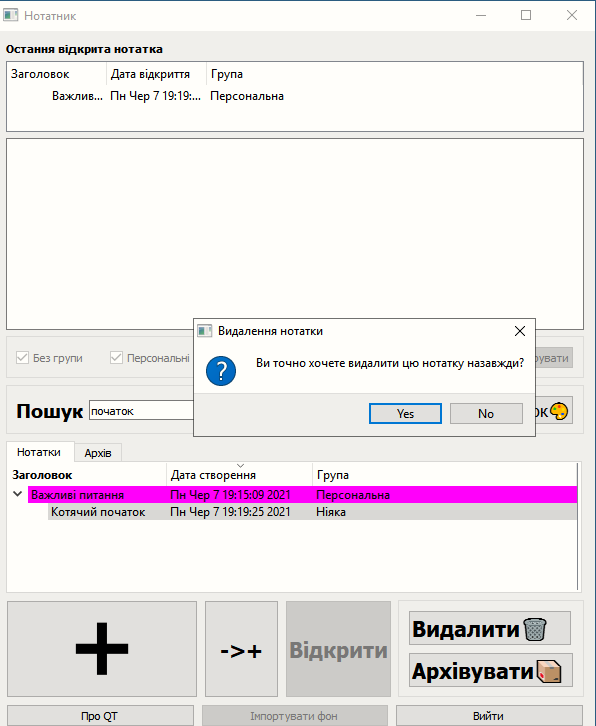 Нотатник
Остання відкрита нотатка
Заголовок Дата відкриття Група
Важлив... Пн Чер 7 19:19:... Персональна
Без групи Персональні
Видалення нотатки
Ви точно хочете видалити цю нотатку назавжди?
Yes No
Пошук початок
Нотатки Архів
Заголовок Дата створення Група
Важливі питання Пн Чер 7 19:15:09 2021 Персональна
Котячий початок Пн Чер 7 19:19:25 2021 Ніяка
+ ->+ Відкрити Видалити
Архівувати
Про QT Імпортувати фон Вийти